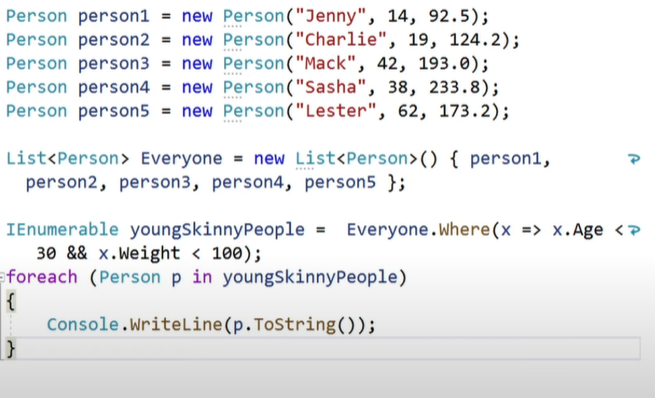 Person person1 = new Person("Jenny", 14, 92.5);
Person person2 = new Person("Charlie", 19, 124.2);
Person person3 = new Person("Mack", 42, 193.0);
Person person4 = new Person("Sasha", 38, 233.8);
Person person5 = new Person("Lester", 62, 173.2);
List<Person> Everyone = new List<Person>() { person1,
person2, person3, person4, person5 };
IEnumerable youngSkinnyPeople =  Everyone.Where(x => x.Age <
30 && x.Weight < 100);
foreach (Person p in youngSkinnyPeople)
{
Console.WriteLine(p.ToString());
}